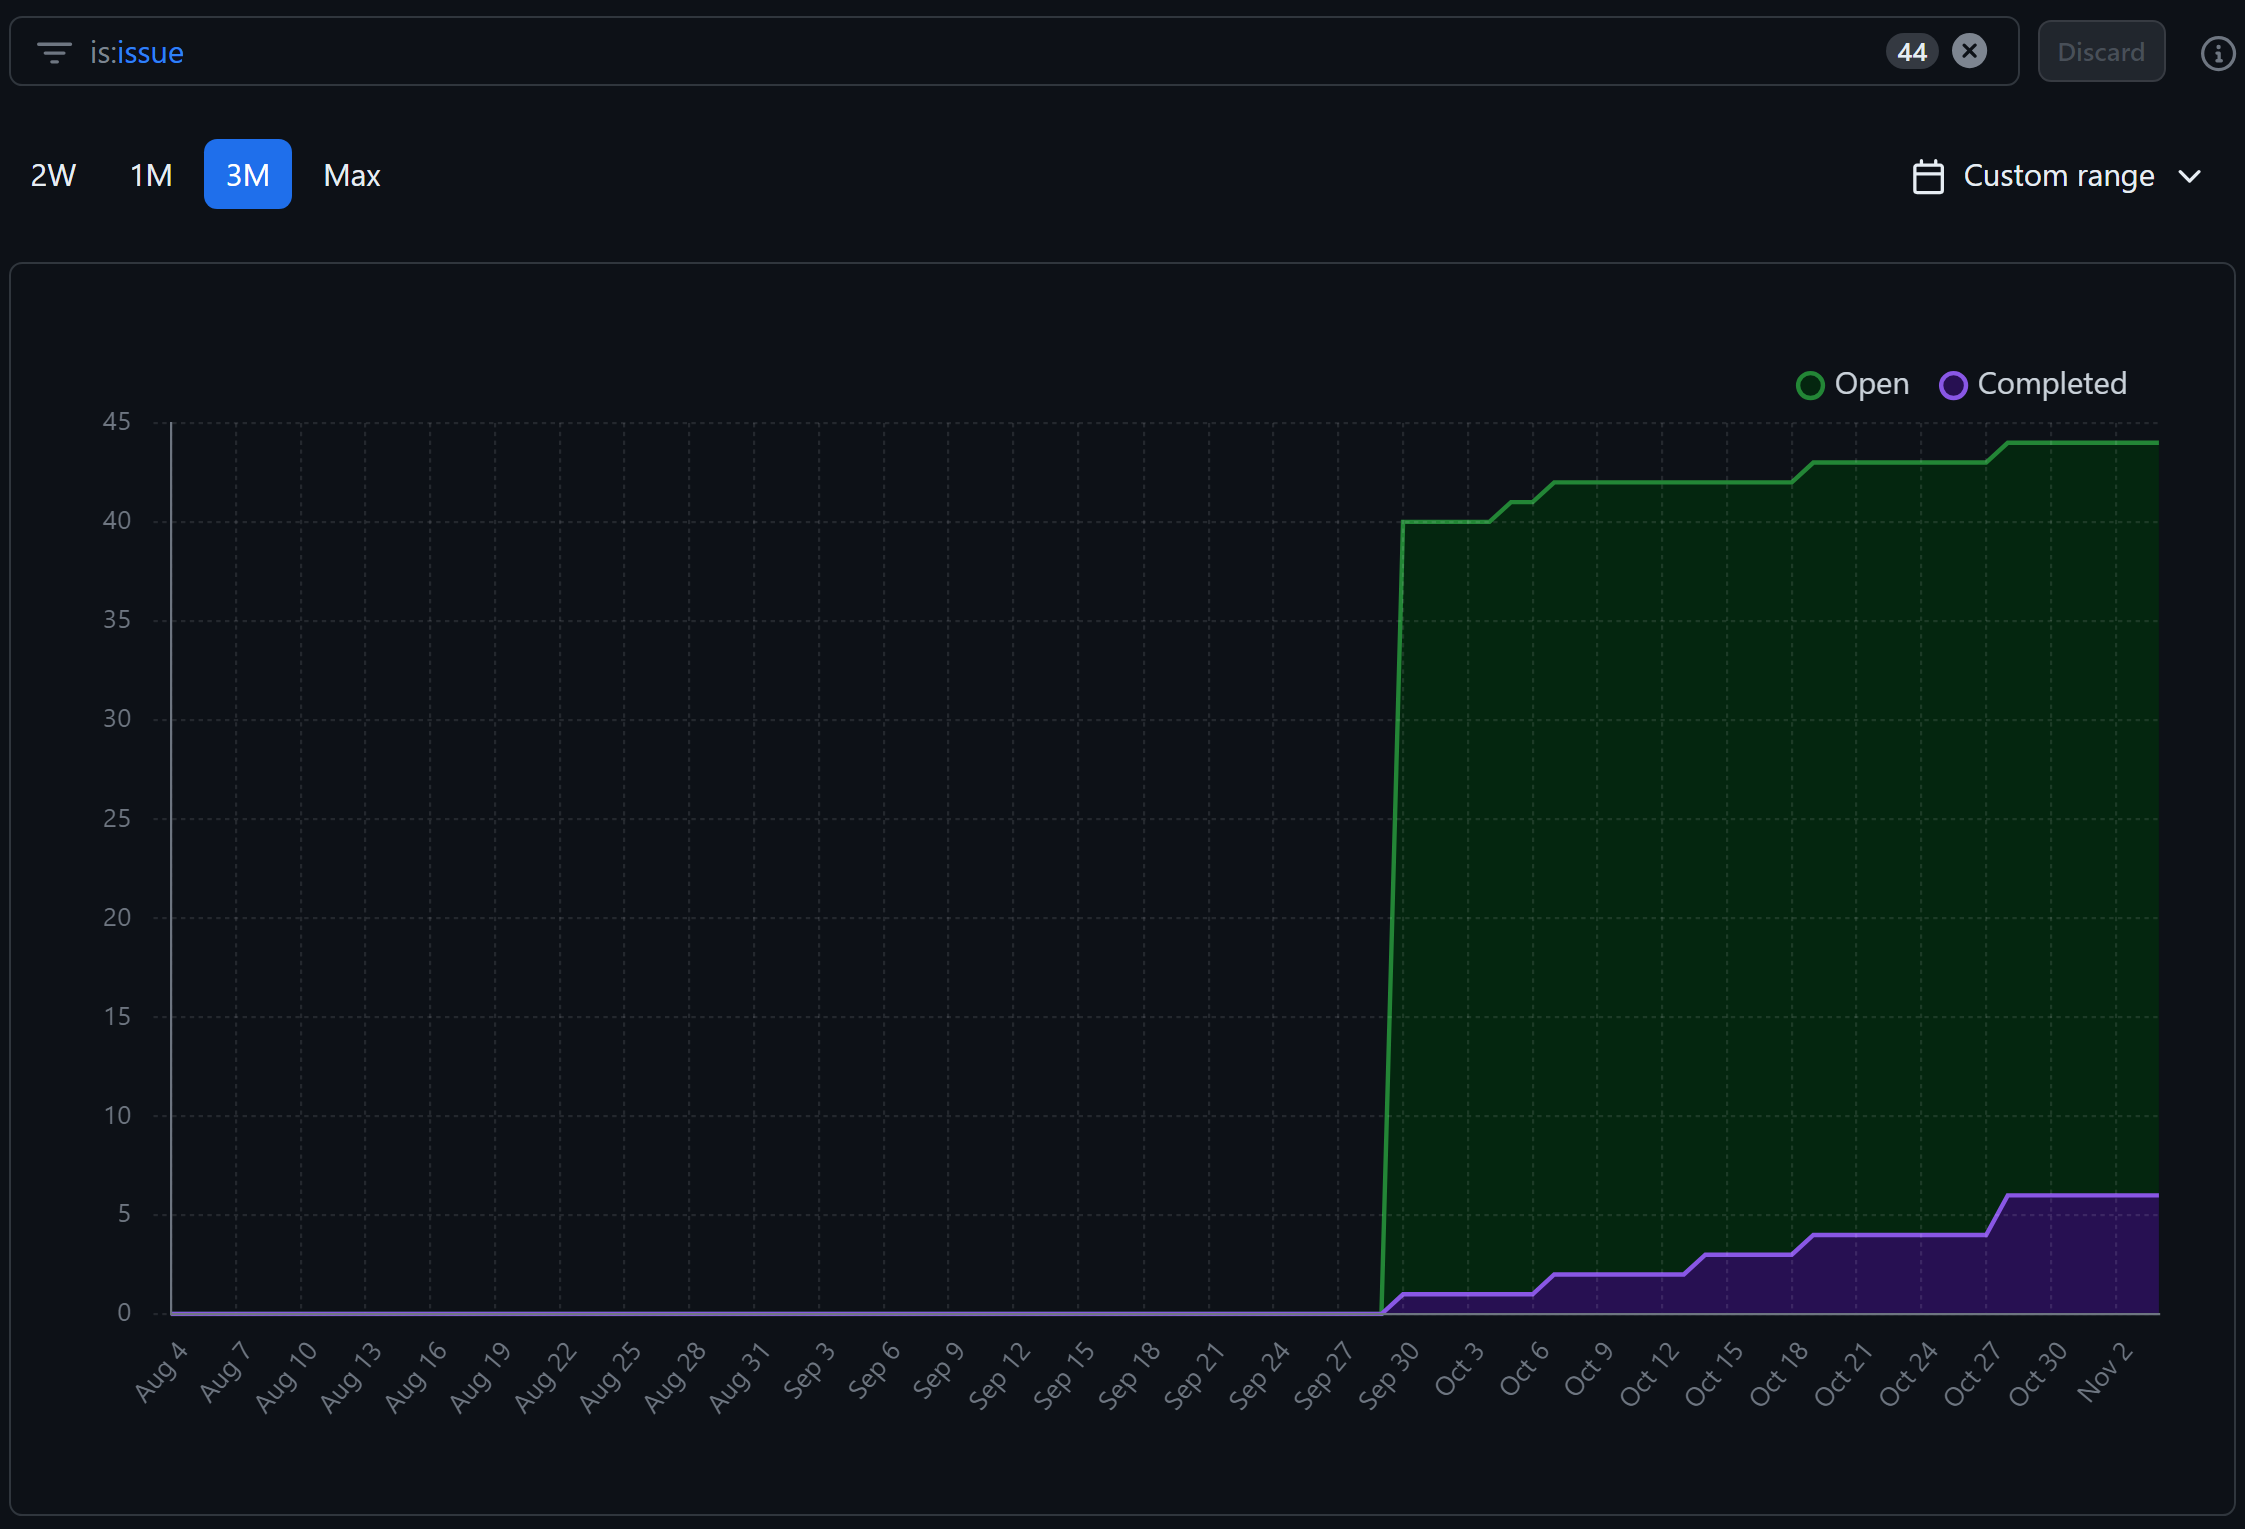 is:issue 44 Discard
2W 1M 3M Max Custom range
Open Completed
45
40
35
30
25
20
15
10
5
0
Aug 4 Aug 7 Aug 10 Aug 13 Aug 16 Aug 19 Aug 22 Aug 25 Aug 28 Aug 31 Sep 3 Sep 6 Sep 9 Sep 12 Sep 15 Sep 18 Sep 21 Sep 24 Sep 27 Sep 30 Oct 3 Oct 6 Oct 9 Oct 12 Oct 15 Oct 18 Oct 21 Oct 24 Oct 27 Oct 30 Nov 2